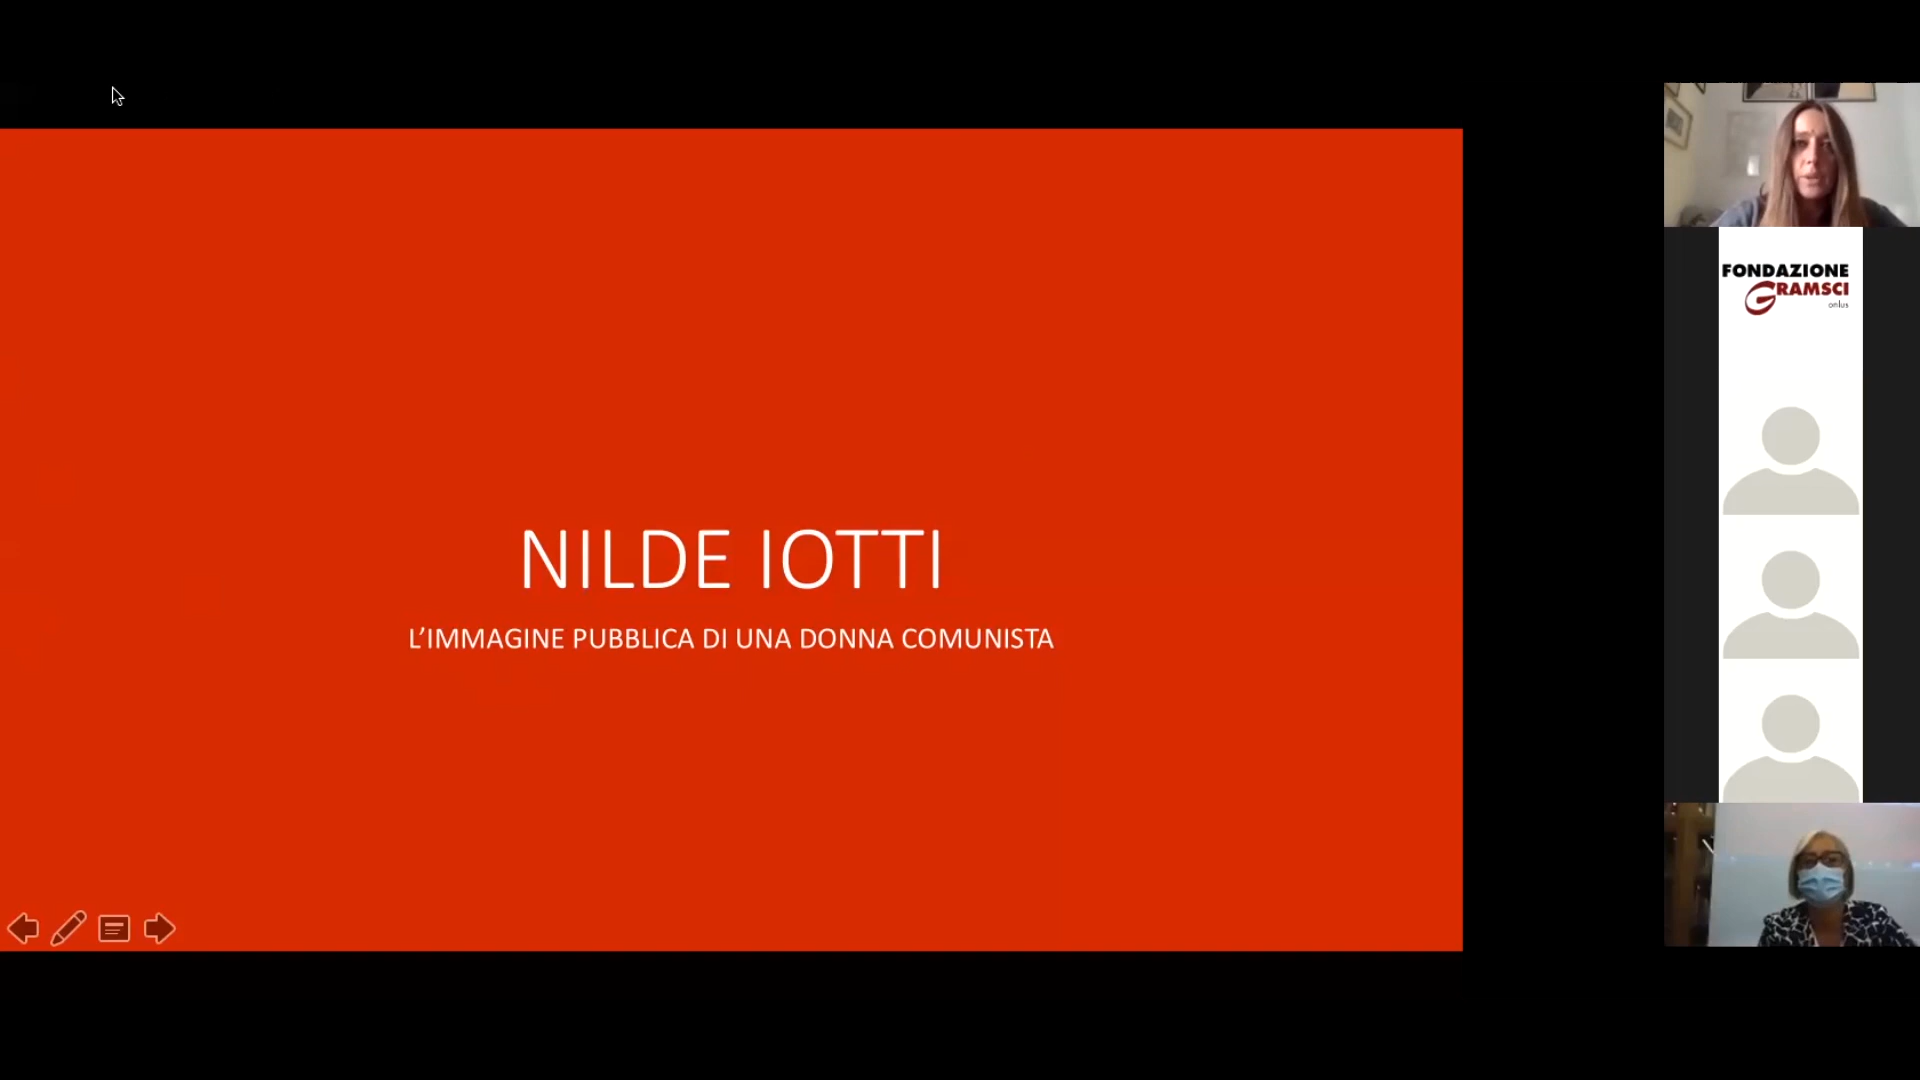 NILDE IOTTI
L'IMMAGINE PUBBLICA DI UNA DONNA COMUNISTA
FONDAZIONE
GRAMSCI
onlus